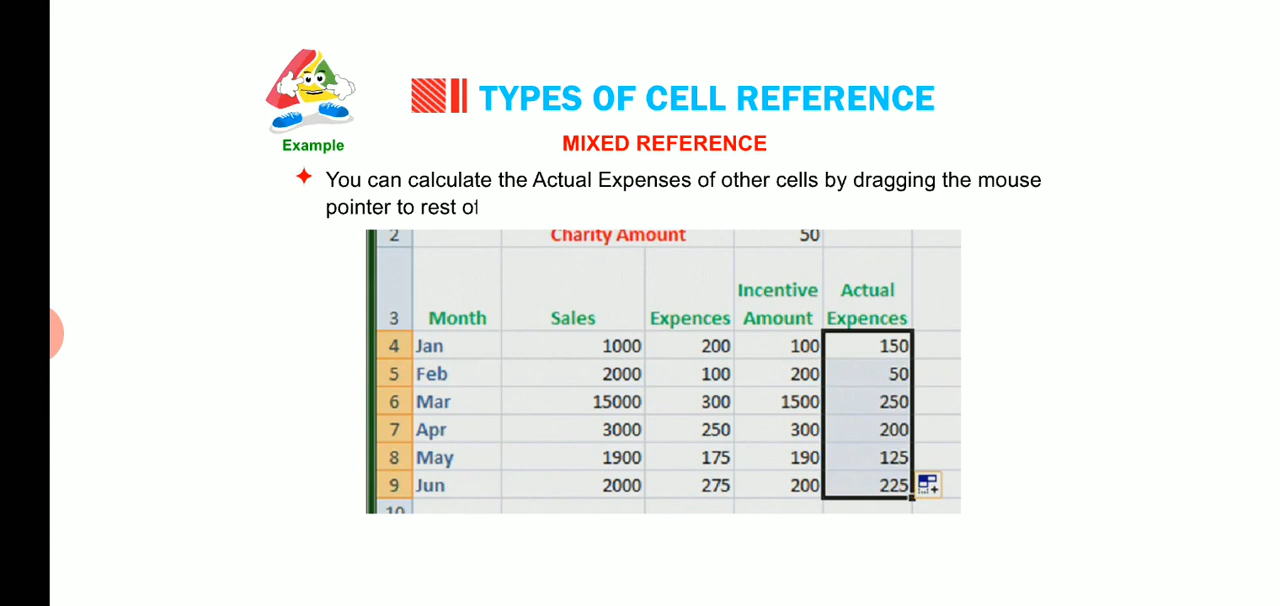 TYPES OF CELL REFERENCE
Example
MIXED REFERENCE
You can calculate the Actual Expenses of other cells by dragging the mouse
pointer to rest of
2 Charity Amount 50
Incentive Actual
3 Month Sales Expences Amount Expences
4 Jan 1000 200 100 150
5 Feb 2000 100 200 50
6 Mar 15000 300 1500 250
7 Apr 3000 250 300 200
8 May 1900 175 190 125
9 Jun 2000 275 200 225
10